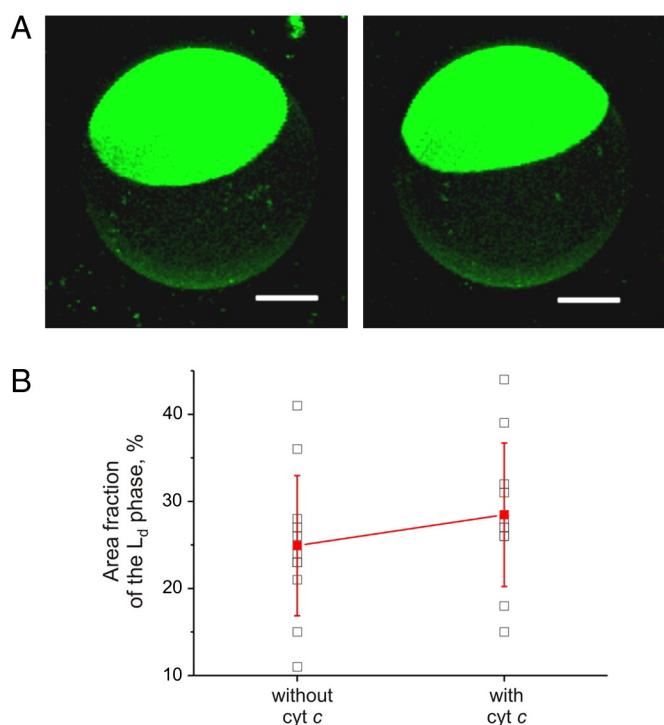 A
B
Area fraction
of the Ld phase, %
40
30
20
10
without
cyt c
with
cyt c